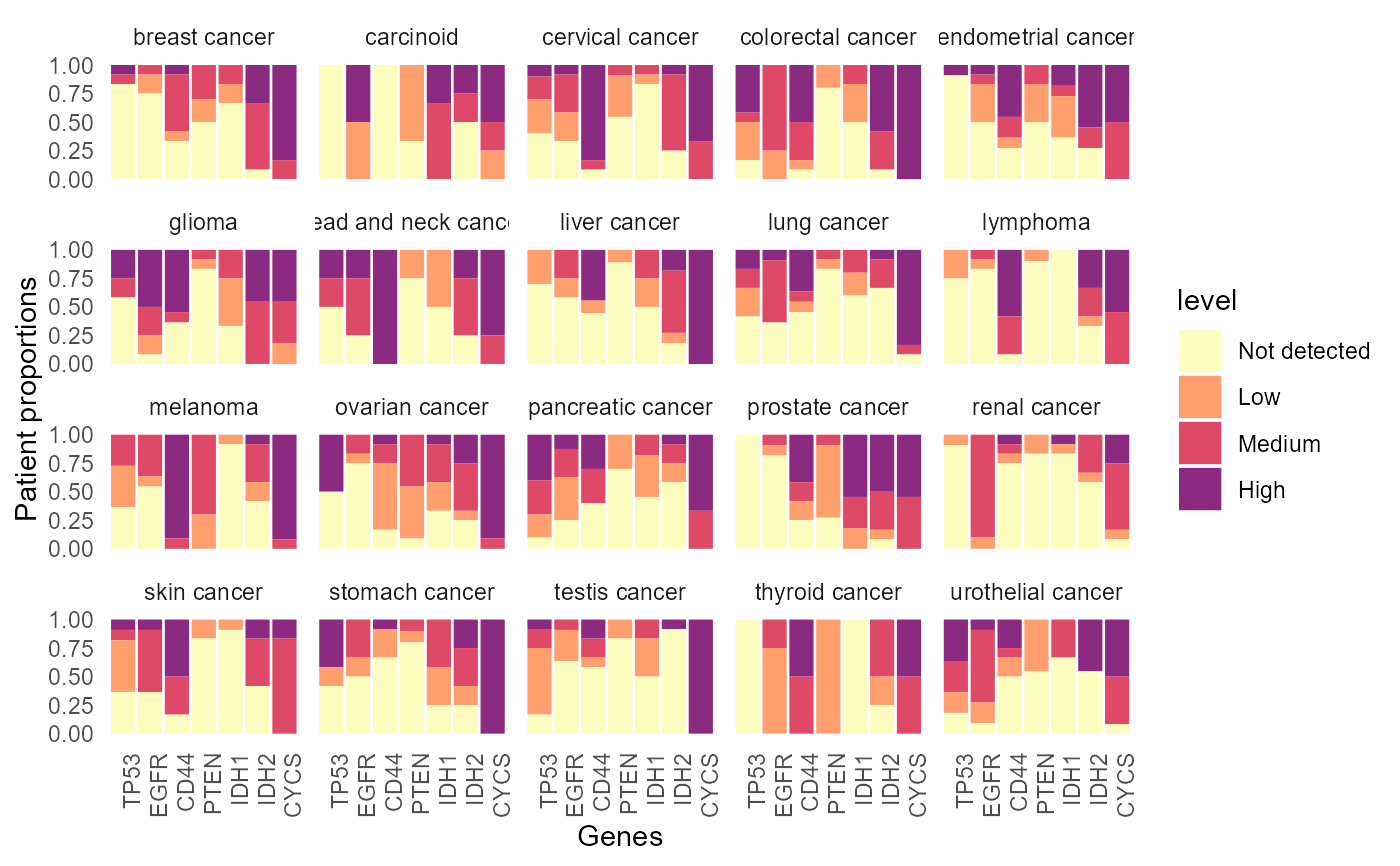 breast cancer carcinoid cervical cancer colorectal cancer endometrial cancer
1.00
0.75
0.50
0.25
0.00
glioma ead and neck canc liver cancer lung cancer lymphoma
1.00
0.75
0.50
0.25
0.00
melanoma ovarian cancer pancreatic cancer prostate cancer renal cancer
1.00
0.75
0.50
0.25
0.00
skin cancer stomach cancer testis cancer thyroid cancer urothelial cancer
1.00
0.75
0.50
0.25
0.00
TP53 EGFR CD44 PTEN IDH1 IDH2 CYCS TP53 EGFR CD44 PTEN IDH1 IDH2 CYCS TP53 EGFR CD44 PTEN IDH1 IDH2 CYCS TP53 EGFR CD44 PTEN IDH1 IDH2 CYCS TP53 EGFR CD44 PTEN IDH1 IDH2 CYCS
Genes
Patient proportions
level
Not detected
Low
Medium
High